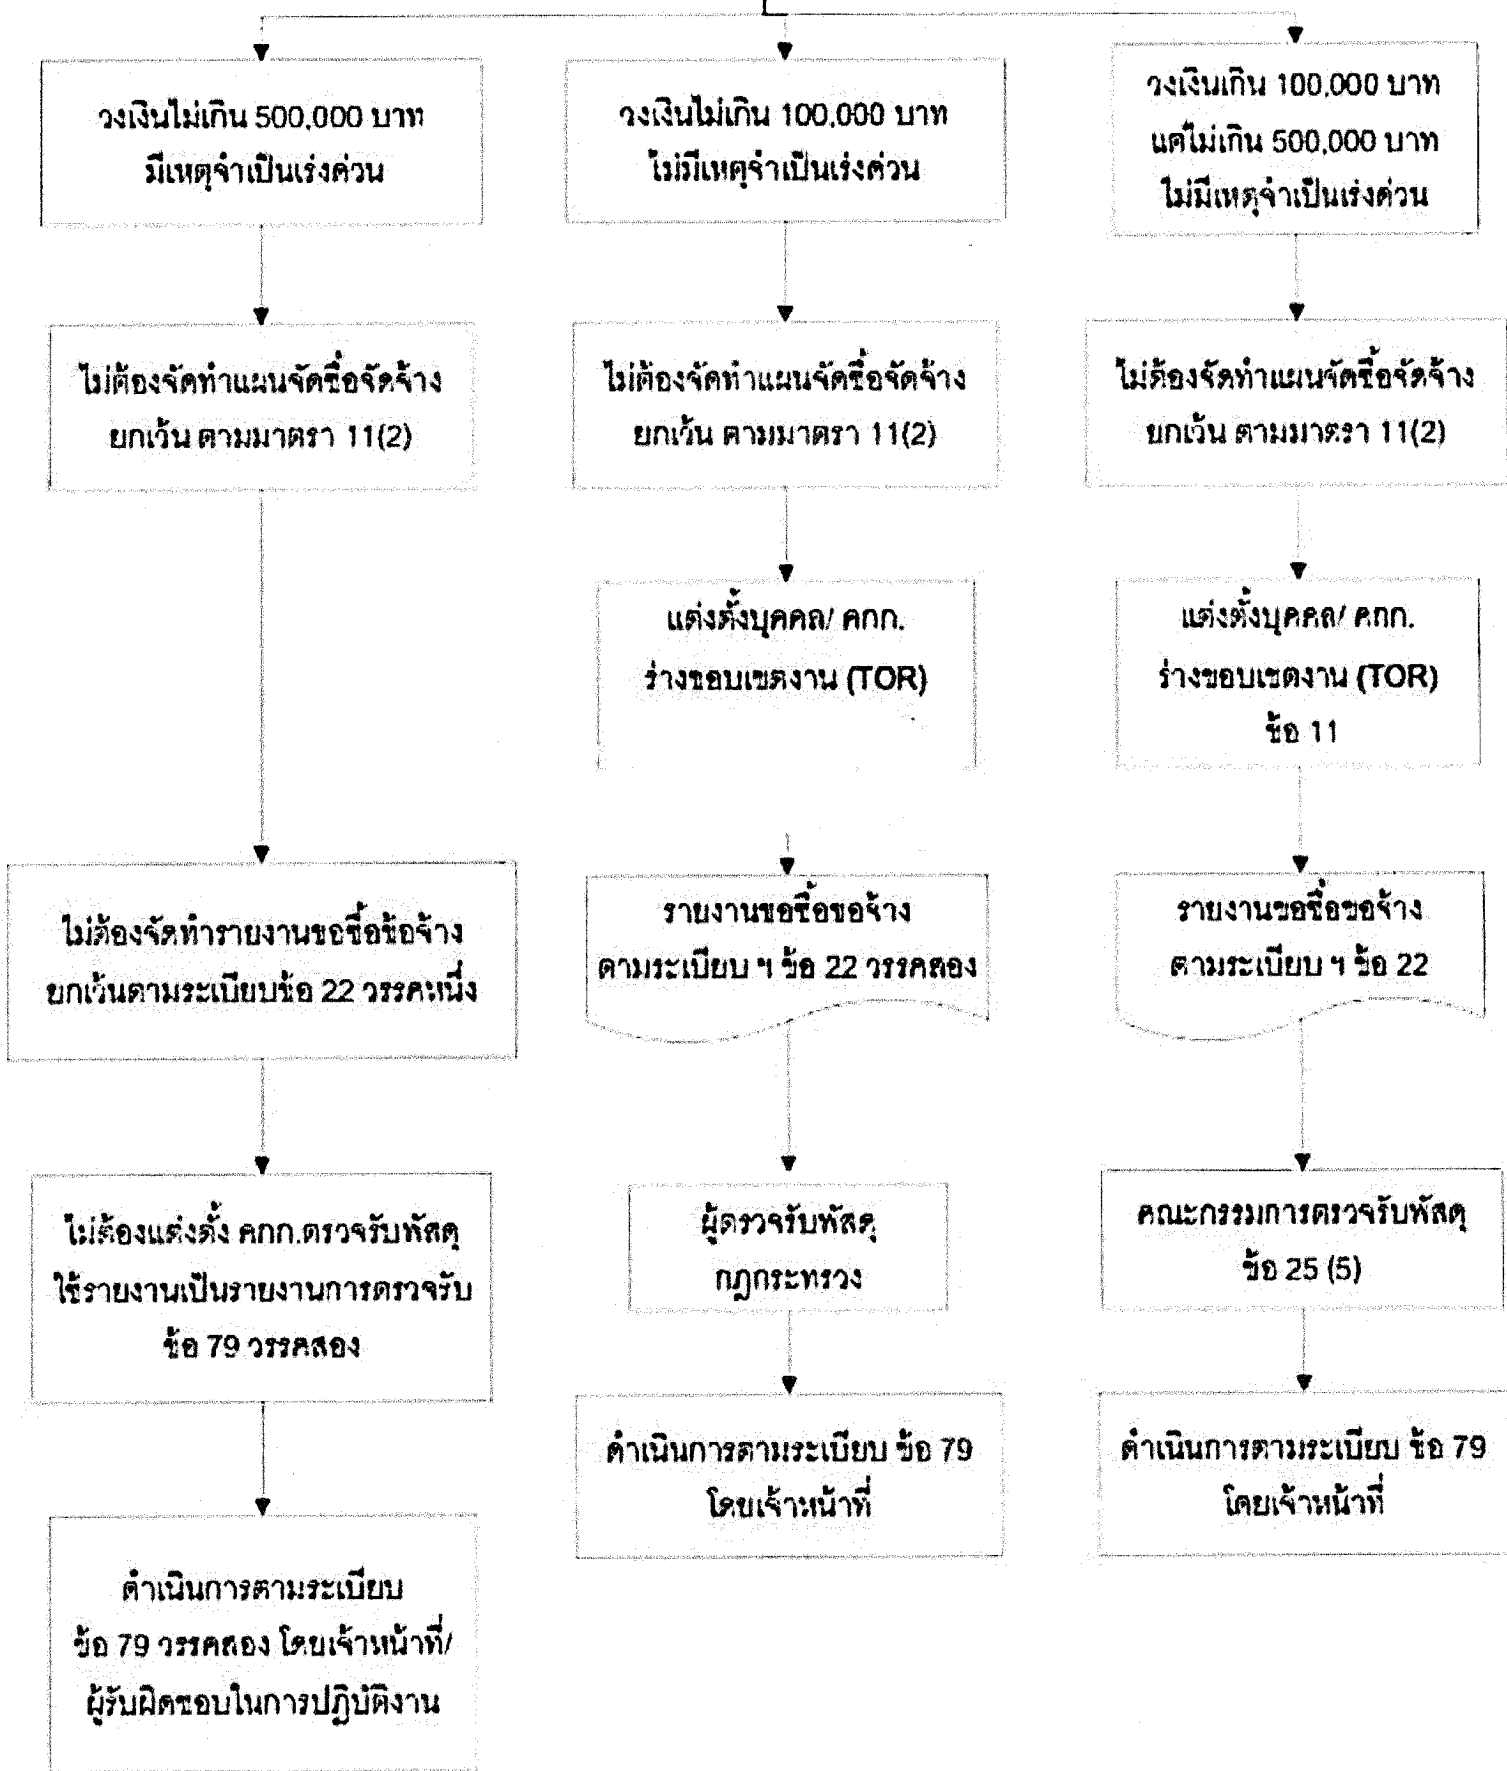 วงเงินไม่เกิน 500,000 บาท
มีเหตุจำเป็นเร่งด่วน
ไม่ต้องจัดทำแผนจัดซื้อจัดจ้าง
ยกเว้น ตามมาตรา 11(2)
ไม่ต้องจัดทำรายงานขอซื้อข้อจ้าง
ยกเว้นตามระเบียบข้อ 22 วรรคหนึ่ง
ไม่ต้องแต่งตั้ง คกก.ตรวจรับพัสดุ
ใช้รายงานเป็นรายงานการตรวจรับ
ข้อ 79 วรรคสอง
ดำเนินการตามระเบียบ
ข้อ 79 วรรคสอง โดยเจ้าหน้าที่/
ผู้รับผิดชอบในการปฏิบัติงาน
วงเงินไม่เกิน 100,000 บาท
ไม่มีเหตุจำเป็นเร่งด่วน
ไม่ต้องจัดทำแผนจัดซื้อจัดจ้าง
ยกเว้น ตามมาตรา 11(2)
แต่งตั้งบุคคล/ คกก.
ร่างขอบเขตงาน (TOR)
รายงานขอซื้อขอจ้าง
ตามระเบียบ ฯ ข้อ 22 วรรคสอง
ผู้ตรวจรับพัสดุ
กฎกระทรวง
ดำเนินการตามระเบียบ ข้อ 79
โดยเจ้าหน้าที่
วงเงินเกิน 100,000 บาท
แต่ไม่เกิน 500,000 บาท
ไม่มีเหตุจำเป็นเร่งด่วน
ไม่ต้องจัดทำแผนจัดซื้อจัดจ้าง
ยกเว้น ตามมาตรา 11(2)
แต่งตั้งบุคคล/ คกก.
ร่างขอบเขตงาน (TOR)
ข้อ 11
รายงานขอซื้อขอจ้าง
ตามระเบียบ ฯ ข้อ 22
คณะกรรมการตรวจรับพัสดุ
ข้อ 25 (5)
ดำเนินการตามระเบียบ ข้อ 79
โดยเจ้าหน้าที่